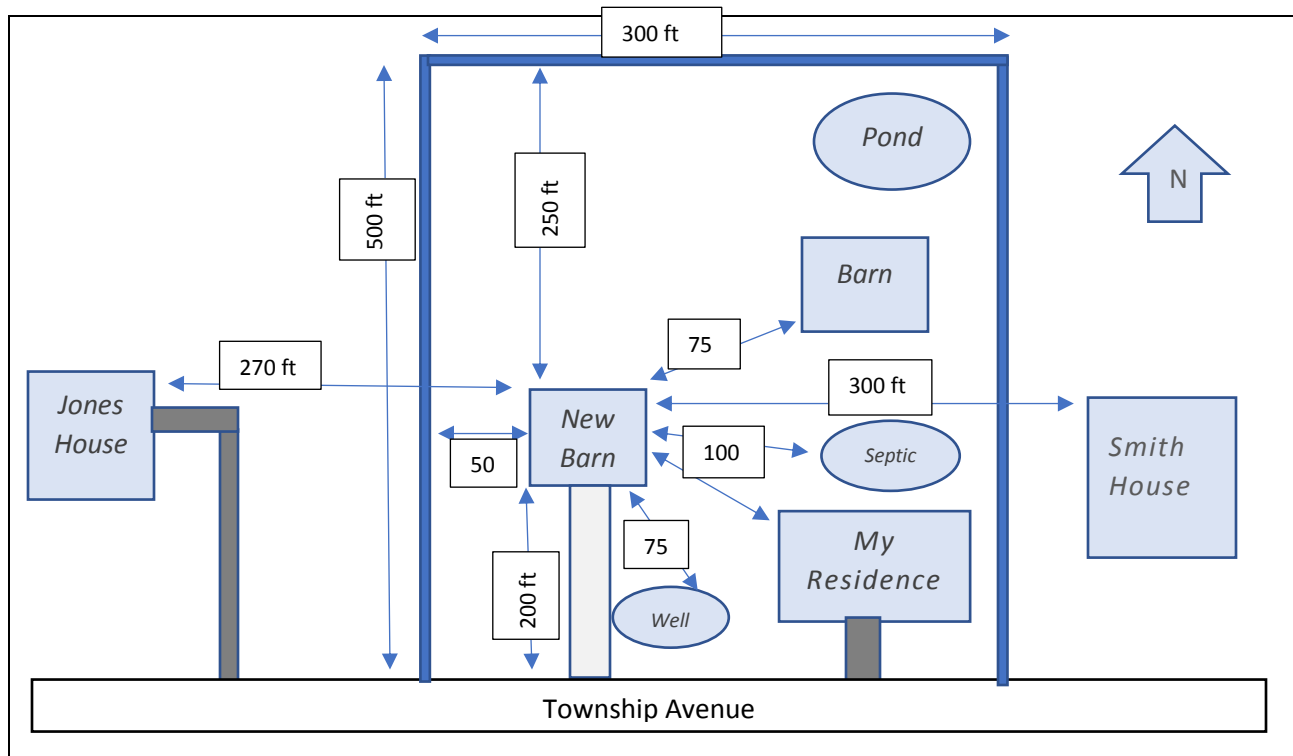 300 ft
Pond
N
500 ft
250 ft
Barn
75
270 ft
300 ft
Jones
House
New
Barn
50
100
Septic
Smith
House
My
Residence
75
200 ft
Well
Township Avenue